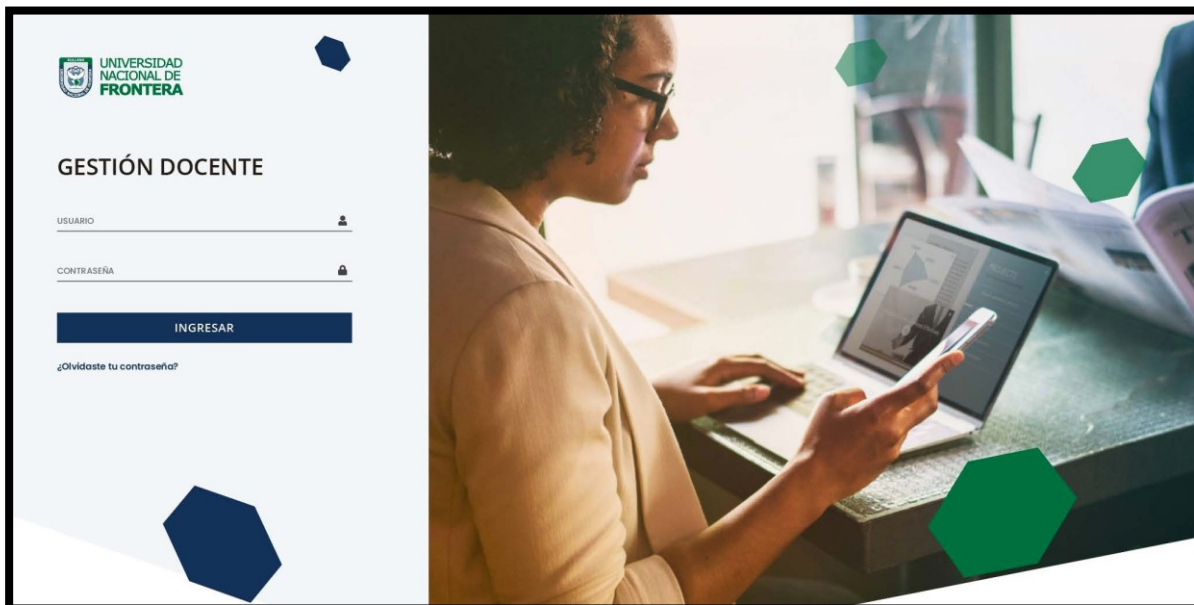 UNIVERSIDAD
NACIONAL DE
FRONTERA
GESTIÓN DOCENTE
USUARIO
CONTRASEÑA
INGRESAR
¿Olvidaste tu contraseña?